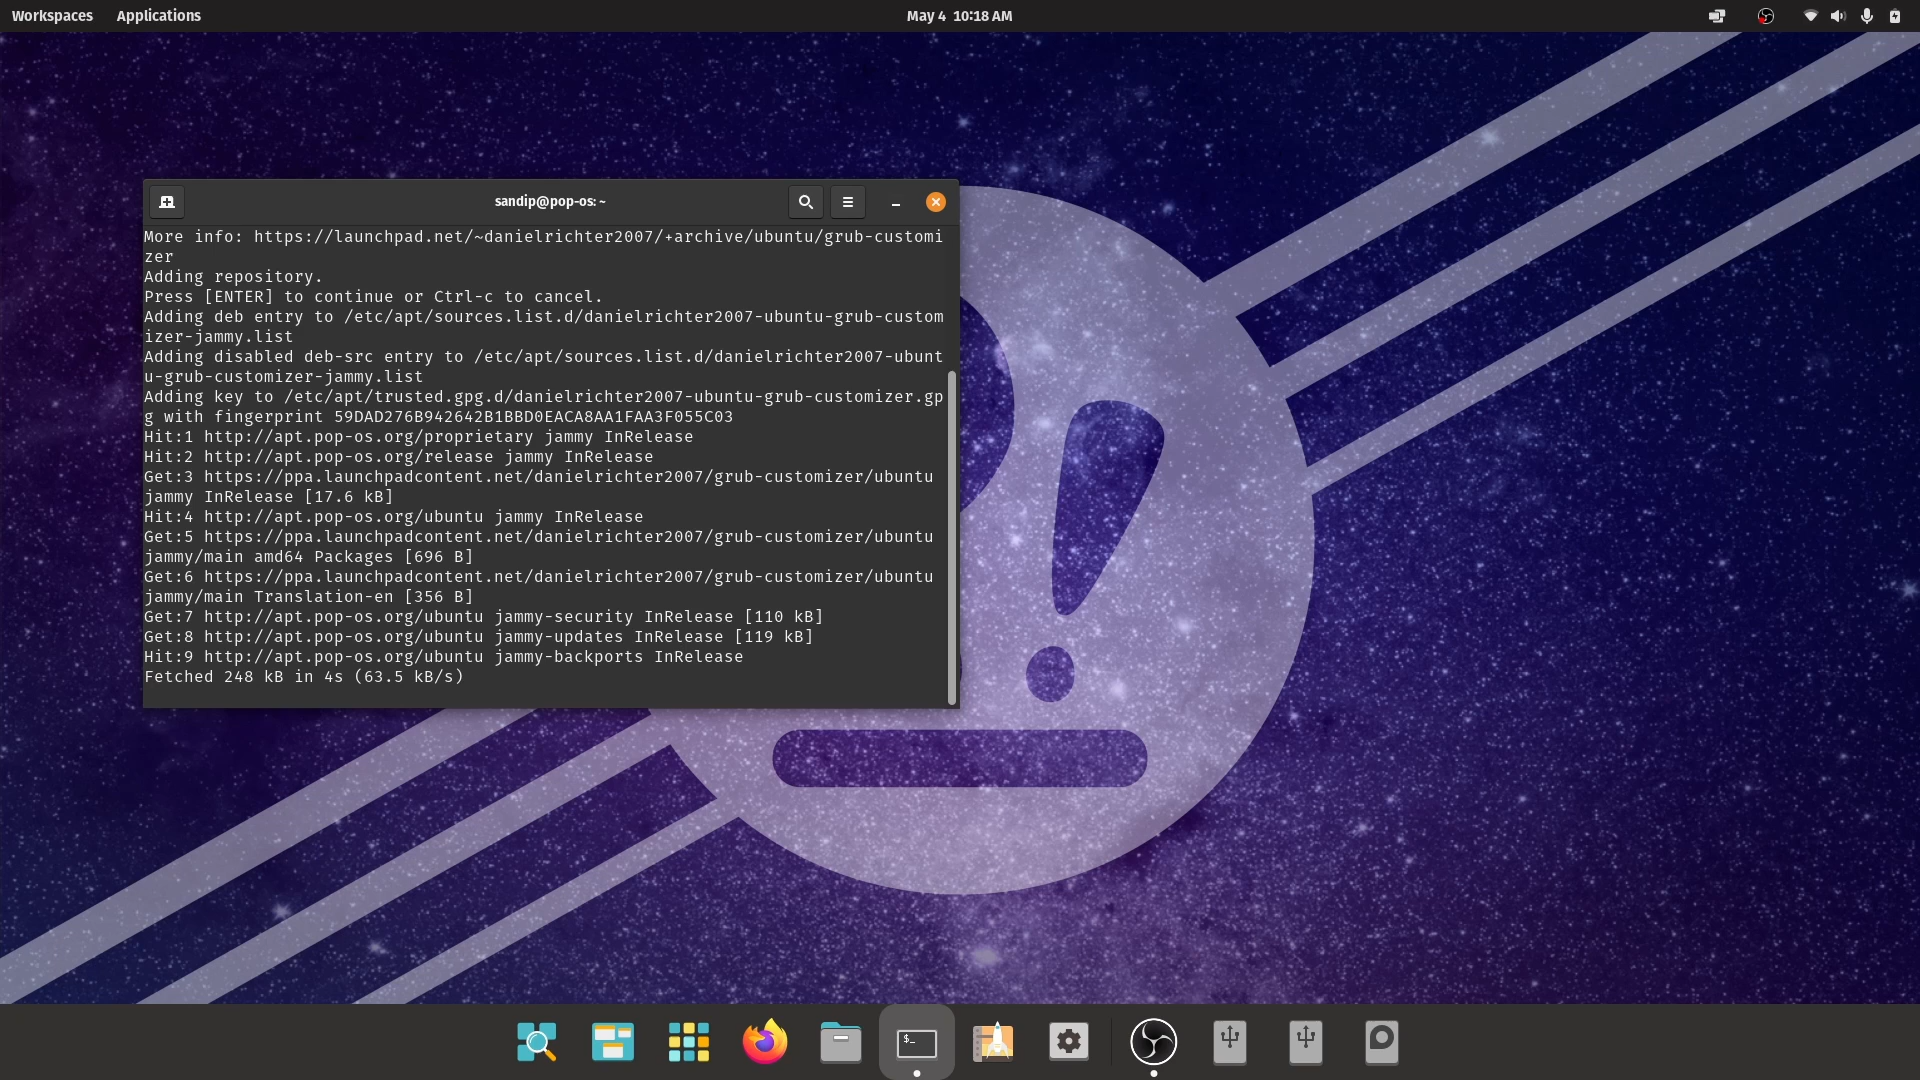 Workspaces Applications May 4 10:18 AM
sandip@pop-os: ~
More info: https://launchpad.net/~danielrichter2007/+archive/ubuntu/grub-customi
zer
Adding repository.
Press [ENTER] to continue or Ctrl-c to cancel.
Adding deb entry to /etc/apt/sources.list.d/danielrichter2007-ubuntu-grub-custom
izer-jammy.list
Adding disabled deb-src entry to /etc/apt/sources.list.d/danielrichter2007-ubunt
u-grub-customizer-jammy.list
Adding key to /etc/apt/trusted.gpg.d/danielrichter2007-ubuntu-grub-customizer.gp
g with fingerprint 59DAD276B942642B1BBD0EACA8AA1FAA3F055C03
Hit:1 http://apt.pop-os.org/proprietary jammy InRelease
Hit:2 http://apt.pop-os.org/release jammy InRelease
Get:3 https://ppa.launchpadcontent.net/danielrichter2007/grub-customizer/ubuntu
jammy InRelease [17.6 kB]
Hit:4 http://apt.pop-os.org/ubuntu jammy InRelease
Get:5 https://ppa.launchpadcontent.net/danielrichter2007/grub-customizer/ubuntu
jammy/main amd64 Packages [696 B]
Get:6 https://ppa.launchpadcontent.net/danielrichter2007/grub-customizer/ubuntu
jammy/main Translation-en [356 B]
Get:7 http://apt.pop-os.org/ubuntu jammy-security InRelease [110 kB]
Get:8 http://apt.pop-os.org/ubuntu jammy-updates InRelease [119 kB]
Hit:9 http://apt.pop-os.org/ubuntu jammy-backports InRelease
Fetched 248 kB in 4s (63.5 kB/s)
$_